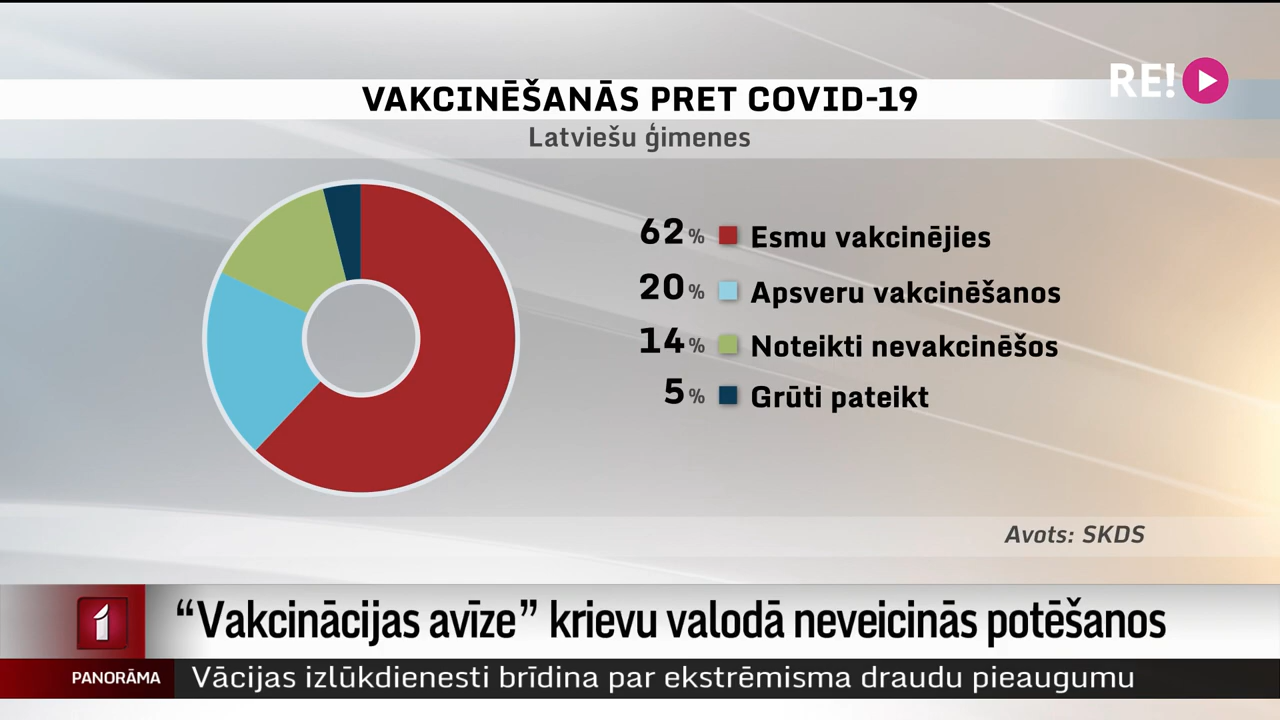 RE!
VAKCINĒŠANĀS PRET COVID-19
Latviešu ģimenes
62% Esmu vakcinējies
20% Apsveru vakcinēšanos
14% Noteikti nevakcinēšos
5% Grūti pateikt
Avots: SKDS
1 “Vakcinācijas avīze” krievu valodā neveicinās potēšanos
PANORĀMA Vācijas izlūkdienesti brīdina par ekstrēmisma draudu pieaugumu